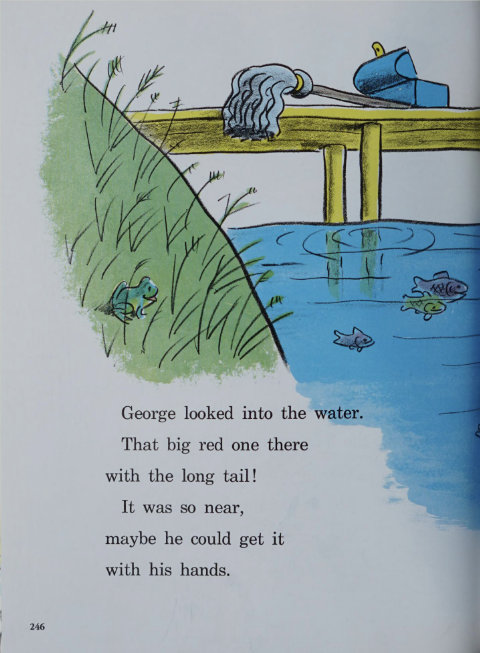 George looked into the water.
That big red one there
with the long tail!
It was so near,
maybe he could get it
with his hands.
246